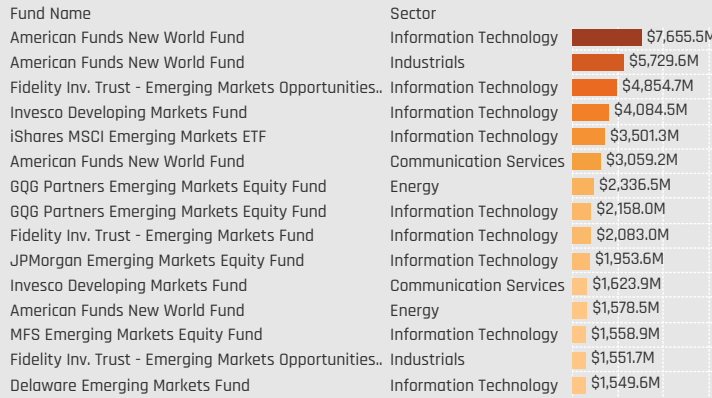 Fund Name Sector
American Funds New World Fund Information Technology $7,655.5M
American Funds New World Fund Industrials $5,729.6M
Fidelity Inv. Trust - Emerging Markets Opportunities.. Information Technology $4,854.7M
Invesco Developing Markets Fund Information Technology $4,084.5M
iShares MSCI Emerging Markets ETF Information Technology $3,501.3M
American Funds New World Fund Communication Services $3,059.2M
GQG Partners Emerging Markets Equity Fund Energy $2,336.5M
GQG Partners Emerging Markets Equity Fund Information Technology $2,158.0M
Fidelity Inv. Trust - Emerging Markets Fund Information Technology $2,083.0M
JPMorgan Emerging Markets Equity Fund Information Technology $1,953.6M
Invesco Developing Markets Fund Communication Services $1,623.9M
American Funds New World Fund Energy $1,578.5M
MFS Emerging Markets Equity Fund Information Technology $1,558.9M
Fidelity Inv. Trust - Emerging Markets Opportunities.. Industrials $1,551.7M
Delaware Emerging Markets Fund Information Technology $1,549.6M